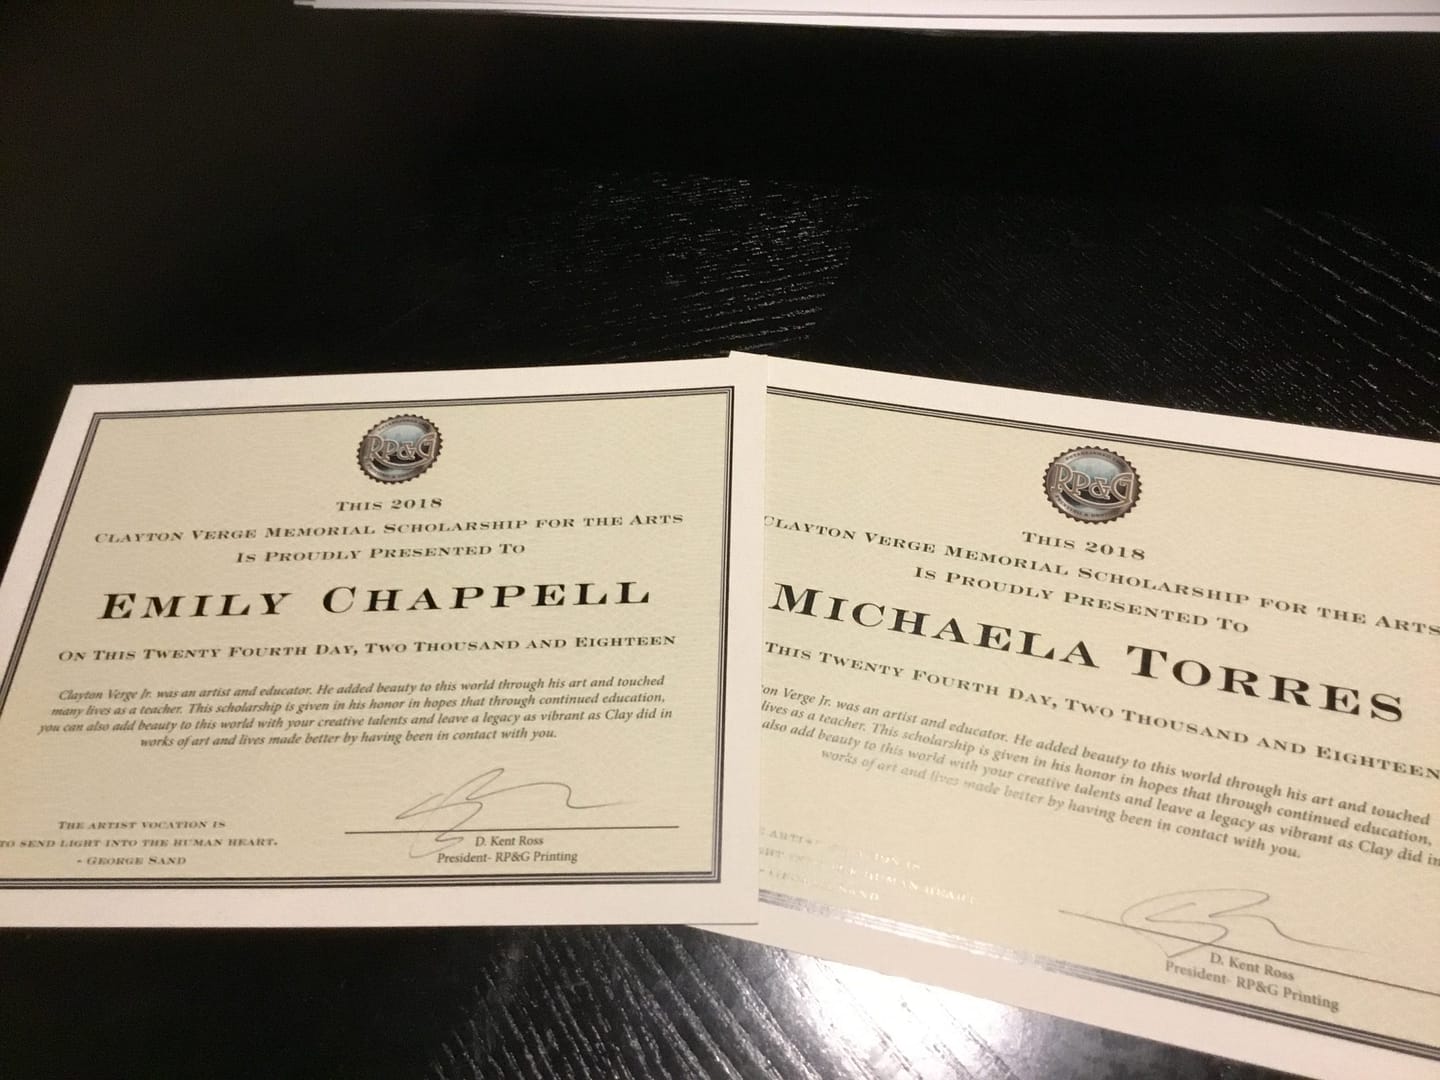 RP&G
THIS 2018
CLAYTON VERGE MEMORIAL SCHOLARSHIP FOR THE ARTS
IS PROUDLY PRESENTED TO
EMILY CHAPPELL
ON THIS TWENTY FOURTH DAY, TWO THOUSAND AND EIGHTEEN
Clayton Verge Jr. was an artist and educator. He added beauty to this world through his art and touched
many lives as a teacher. This scholarship is given in his honor in hopes that through continued education,
you can also add beauty to this world with your creative talents and leave a legacy as vibrant as Clay did in
works of art and lives made better by having been in contact with you.
THE ARTIST VOCATION IS
TO SEND LIGHT INTO THE HUMAN HEART.
- GEORGE SAND
D. Kent Ross
President- RP&G Printing
RP&G
THIS 2018
CLAYTON VERGE MEMORIAL SCHOLARSHIP FOR THE ARTS
IS PROUDLY PRESENTED TO
MICHAELA TORRES
THIS TWENTY FOURTH DAY, TWO THOUSAND AND EIGHTEEN
Verge Jr. was an artist and educator. He added beauty to this world through his art and touched
lives as a teacher. This scholarship is given in his honor in hopes that through continued education,
also add beauty to this world with your creative talents and leave a legacy as vibrant as Clay did in
works of art and lives made better by having been in contact with you.
HUMAN HEART
SAND
D. Kent Ross
President- RP&G Printing